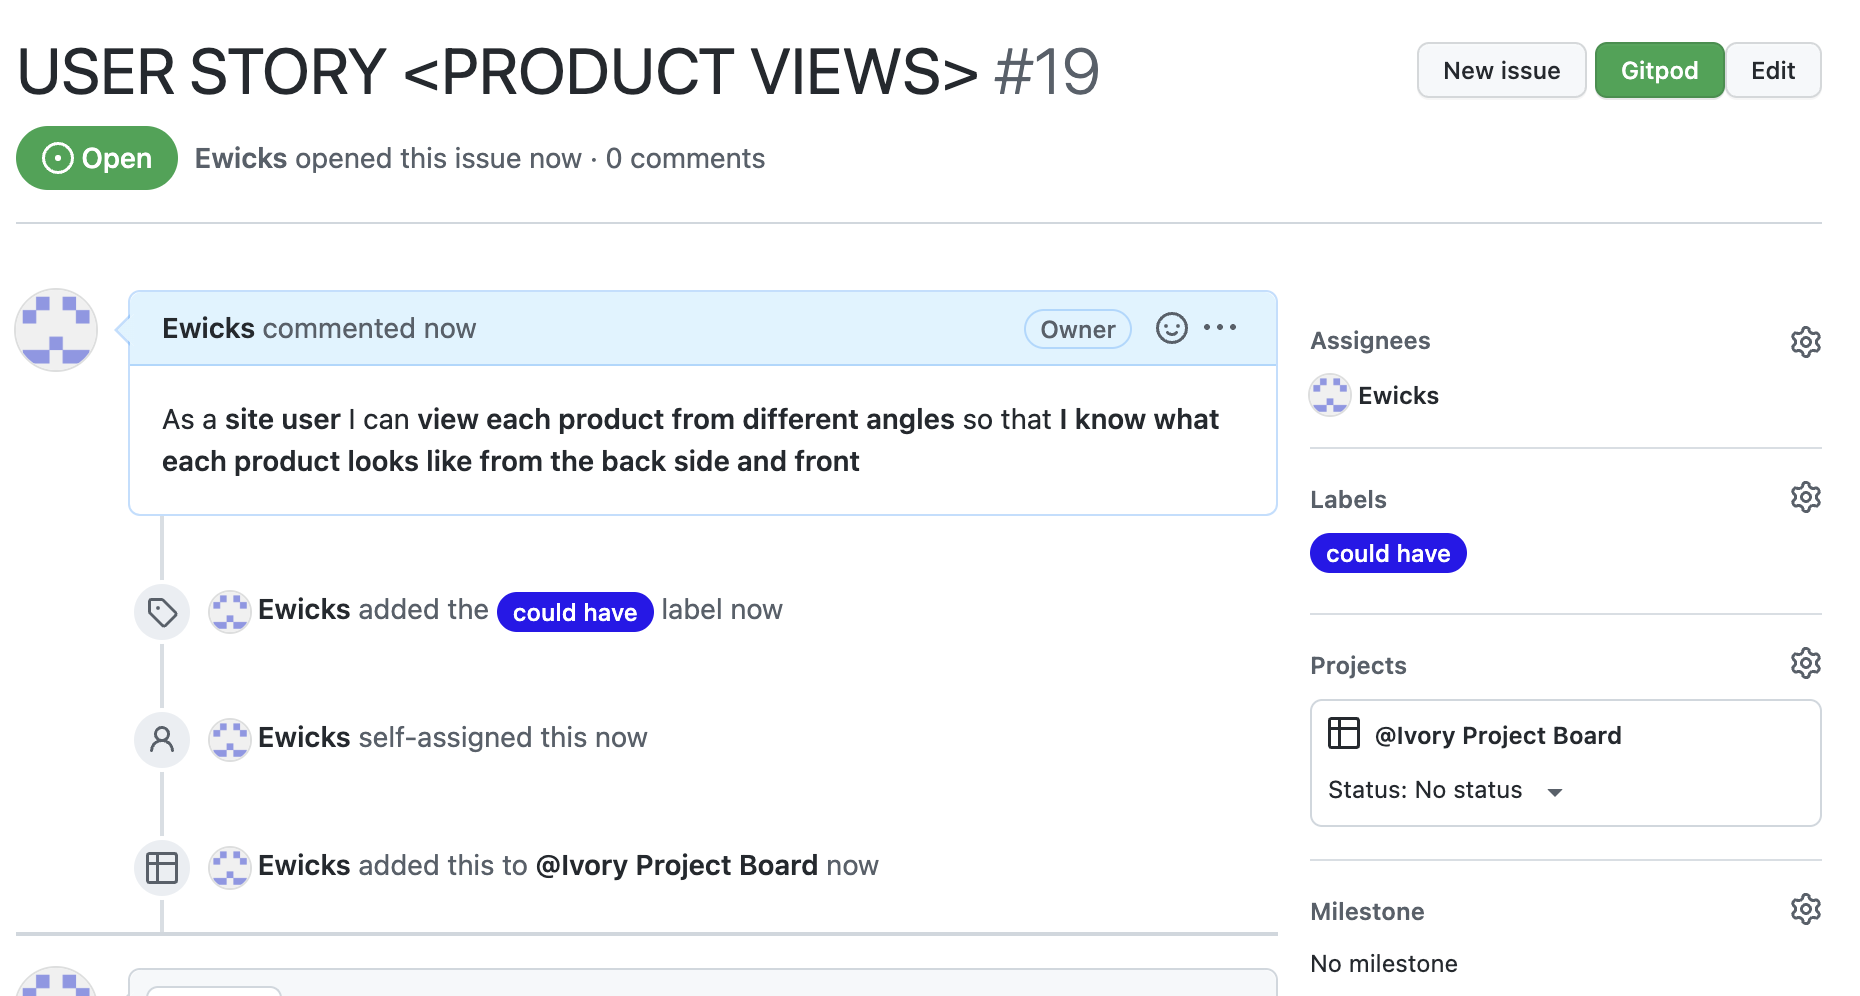 USER STORY <PRODUCT VIEWS> #19
New issue
Gitpod
Edit
Open
Ewicks opened this issue now · 0 comments
Ewicks commented now
Owner
As a site user I can view each product from different angles so that I know what
each product looks like from the back side and front
Ewicks added the could have label now
Ewicks self-assigned this now
Ewicks added this to @Ivory Project Board now
Assignees
Ewicks
Labels
could have
Projects
@Ivory Project Board
Status: No status
Milestone
No milestone